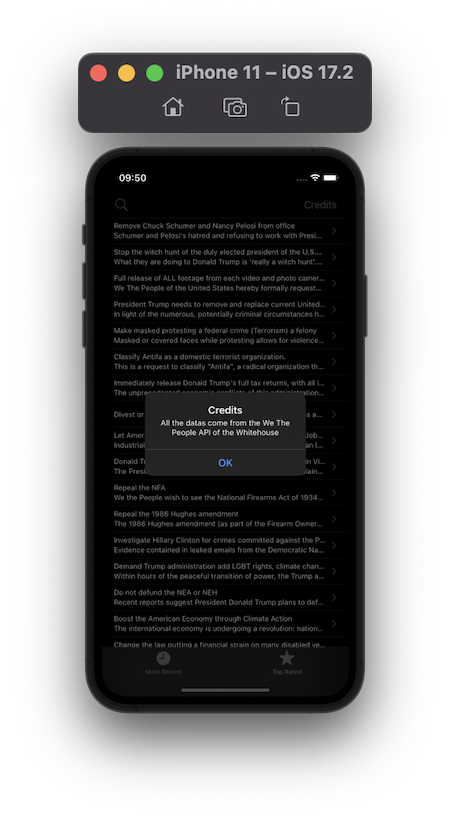 iPhone 11 – iOS 17.2
09:50
Credits
Remove Chuck Schumer and Nancy Pelosi from office
Schumer and Pelosi's hatred and refusing to work with Presi...
Stop the witch hunt of the duly elected president of the U.S....
What they are doing to Donald Trump is 'really a witch hunt'....
Full release of ALL footage from each video and photo camer...
We The People of the United States hereby formally request...
President Trump needs to remove and replace current United...
In light of the numerous, potentially criminal circumstances h...
Make masked protesting a federal crime (Terrorism) a felony
Masked or covered faces while protesting allows for violence...
Classify Antifa as a domestic terrorist organization.
This is a request to classify "Antifa", a radical organization th...
Immediately release Donald Trump's full tax returns, with all i...
The unprecedented economic conflicts of this administration...
Divest or
s a...
Credits
All the datas come from the We The
People API of the Whitehouse
OK
Let Amer
Job...
Industrial
an I...
Donald T
in Vi...
The Presi
Repeal the NFA
We the People wish to see the National Firearms Act of 1934...
Repeal the 1986 Hughes amendment
The 1986 Hughes amendment (as part of the Firearm Owner...
Investigate Hillary Clinton for crimes committed against the P...
Evidence contained in leaked emails from the Democratic Na...
Demand Trump administration add LGBT rights, climate chan...
Within hours of the peaceful transition of power, the Trump a...
Do not defund the NEA or NEH
Recent reports suggest President Donald Trump plans to def...
Boost the American Economy through Climate Action
The international economy is undergoing a revolution: nation...
Change the law putting a financial strain on many disabled ve...
Most Recent
Top Rated